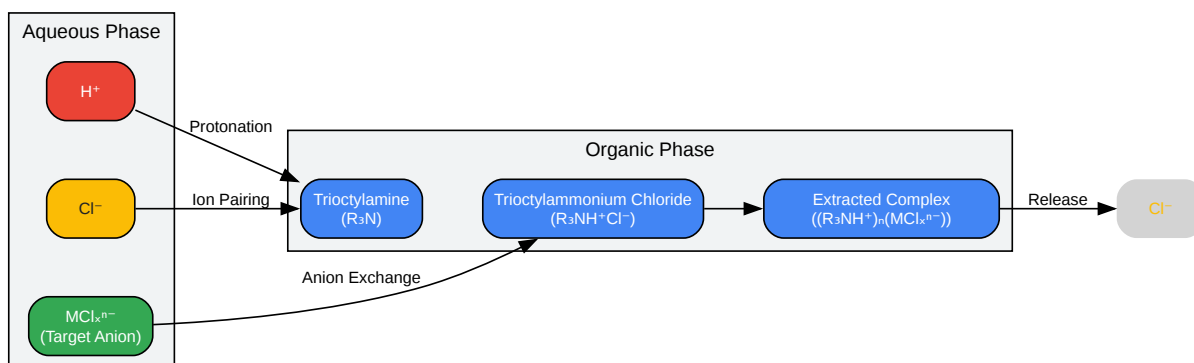 Aqueous Phase
H⁺
Protonation
Organic Phase
Cl⁻
Ion Pairing
Trioctylamine
(R₃N)
Trioctylammonium Chloride
(R₃NH⁺Cl⁻)
Extracted Complex
((R₃NH⁺)ₙ(MClₓⁿ⁻))
Release
Cl⁻
Anion Exchange
MClₓⁿ⁻
(Target Anion)